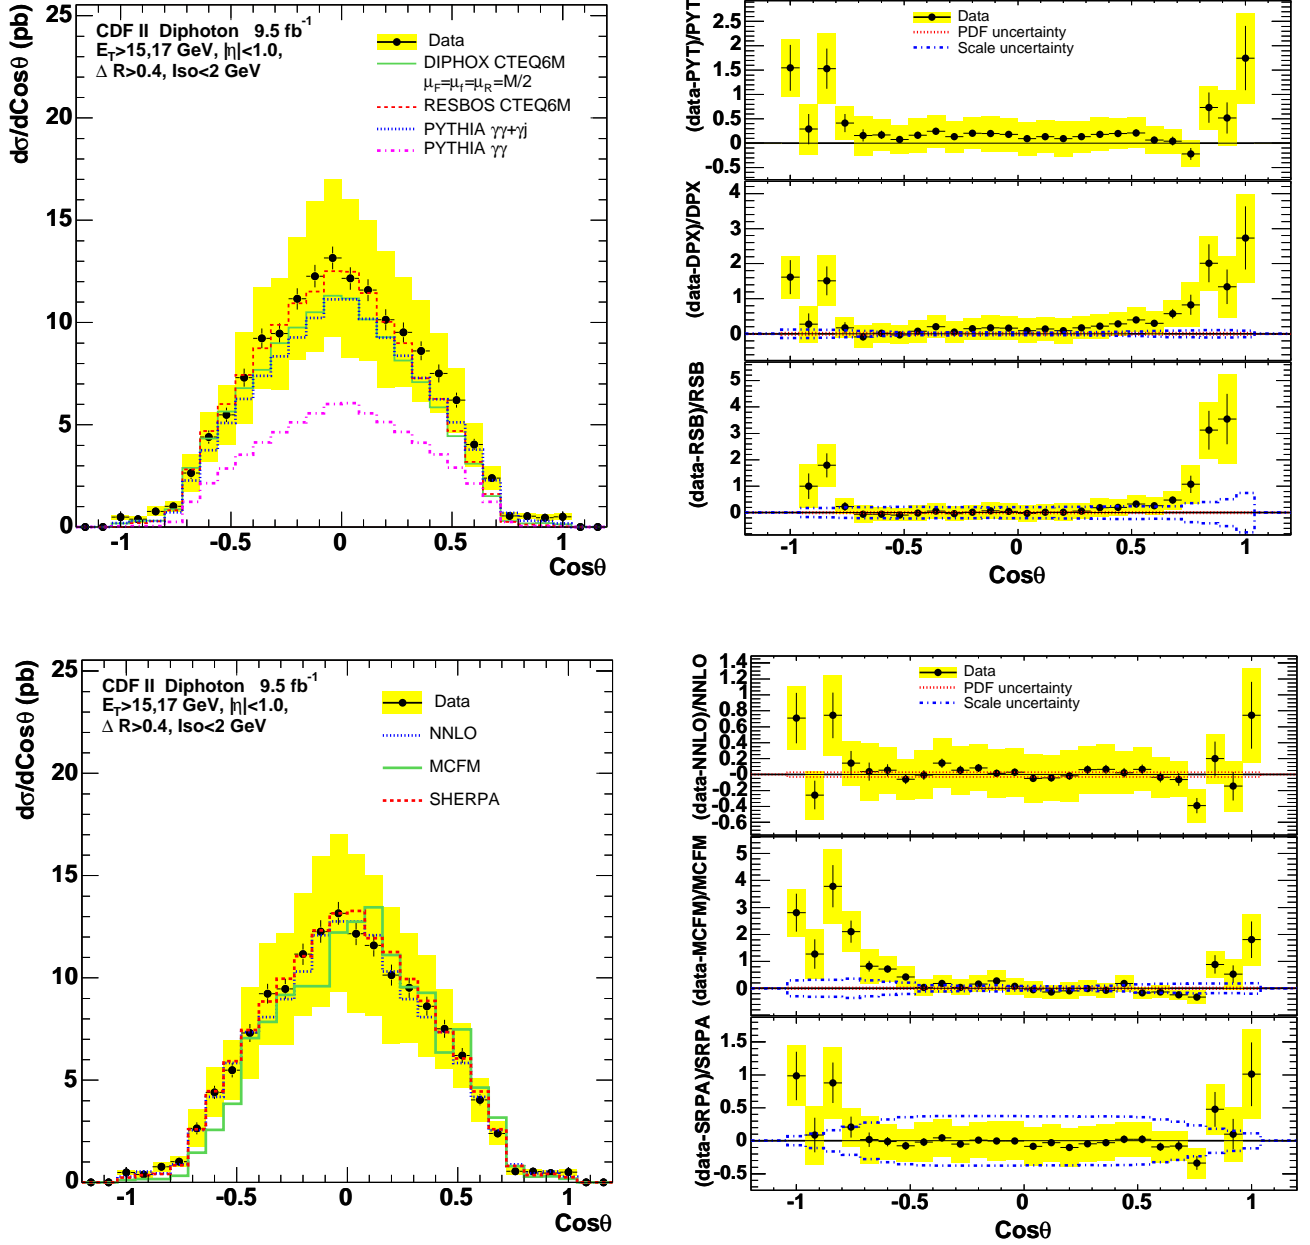 CDF II Diphoton 9.5 fb⁻¹
E_T>15,17 GeV, |η|<1.0,
Δ R>0.4, Iso<2 GeV
Data
DIPHOX CTEQ6M
μ_F=μ_f=μ_R=M/2
RESBOS CTEQ6M
PYTHIA γγ+γj
PYTHIA γγ
dσ/dCosθ (pb)
25
20
15
10
5
0
-1
-0.5
0
0.5
1
Cosθ
Data
PDF uncertainty
Scale uncertainty
(data-PYT)/PYT
2.5
2
1.5
1
0.5
0
-0.5
(data-DPX)/DPX
4
3
2
1
0
(data-RSB)/RSB
5
4
3
2
1
0
-1
-0.5
0
0.5
1
Cosθ
CDF II Diphoton 9.5 fb⁻¹
E_T>15,17 GeV, |η|<1.0,
Δ R>0.4, Iso<2 GeV
Data
NNLO
MCFM
SHERPA
dσ/dCosθ (pb)
25
20
15
10
5
0
-1
-0.5
0
0.5
1
Cosθ
Data
PDF uncertainty
Scale uncertainty
(data-NNLO)/NNLO
1.4
1.2
1
0.8
0.6
0.4
0.2
-0
-0.2
-0.4
-0.6
(data-MCFM)/MCFM
5
4
3
2
1
0
(data-SRPA)/SRPA
1.5
1
0.5
0
-0.5
-1
-0.5
0
0.5
1
Cosθ